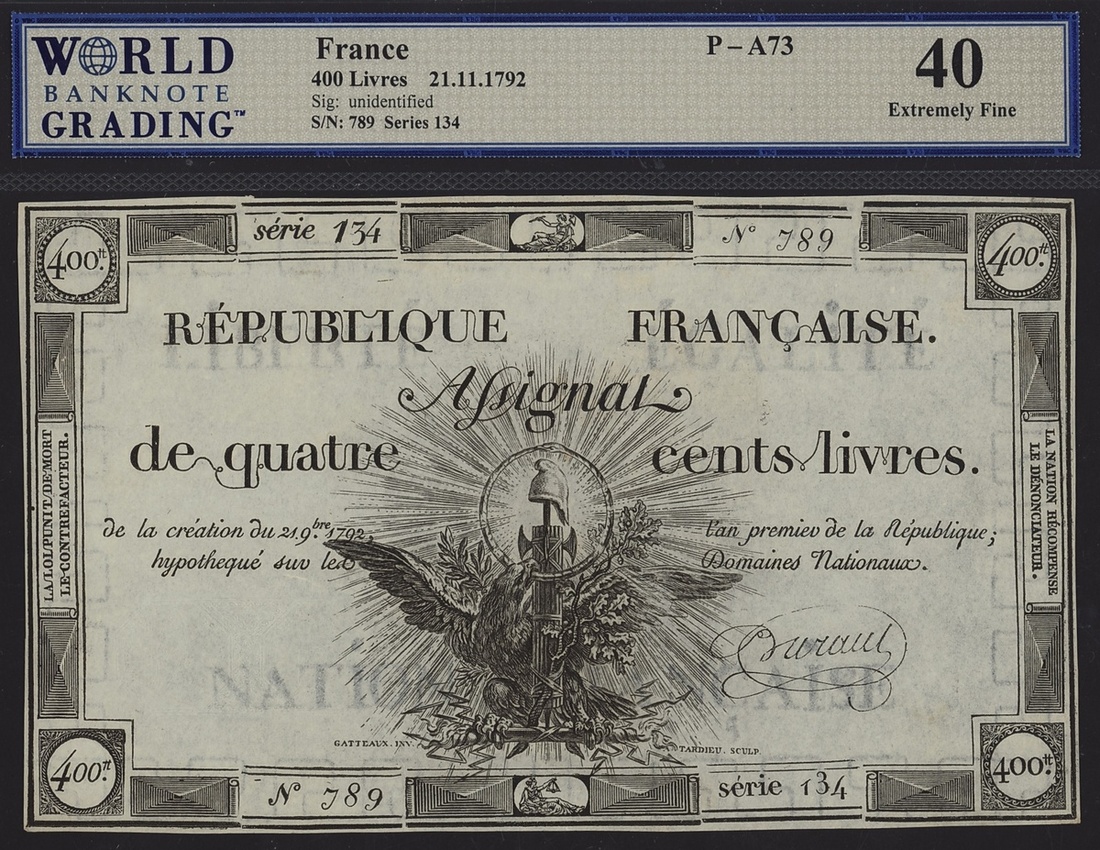 WORLD
BANKNOTE
GRADING™
France
400 Livres 21.11.1792
Sig: unidentified
S/N: 789 Series 134
P – A73
40
Extremely Fine
400.tt
série 134
N° 789
400.tt
RÉPUBLIQUE FRANÇAISE.
Assignat
de quatre cents livres.
de la création du 21 9.bre 1792, l'an premier de la République;
hypothequé sur les Domaines Nationaux.
LA LOI PUNIT DE MORT
LE CONTREFACTEUR.
LA NATION RÉCOMPENSE
LE DÉNONCIATEUR.
LIBERTÉ ÉGALITÉ
Duraut
GATTEAUX. INV.
TARDIEU. SCULP.
400.tt
N 789
série 134
400.tt